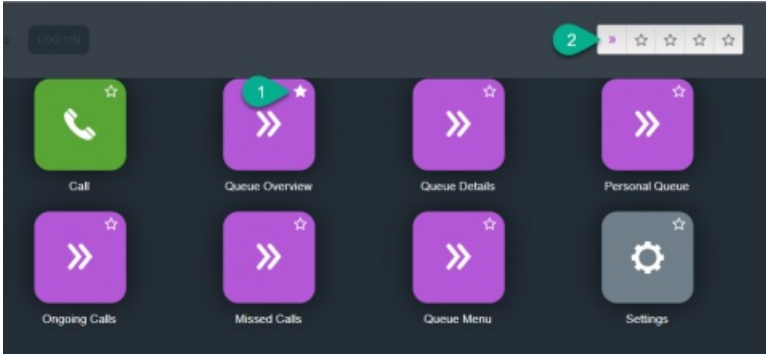 LOG ON
2
1
Call
Queue Overview
Queue Details
Personal Queue
Ongoing Calls
Missed Calls
Queue Menu
Settings